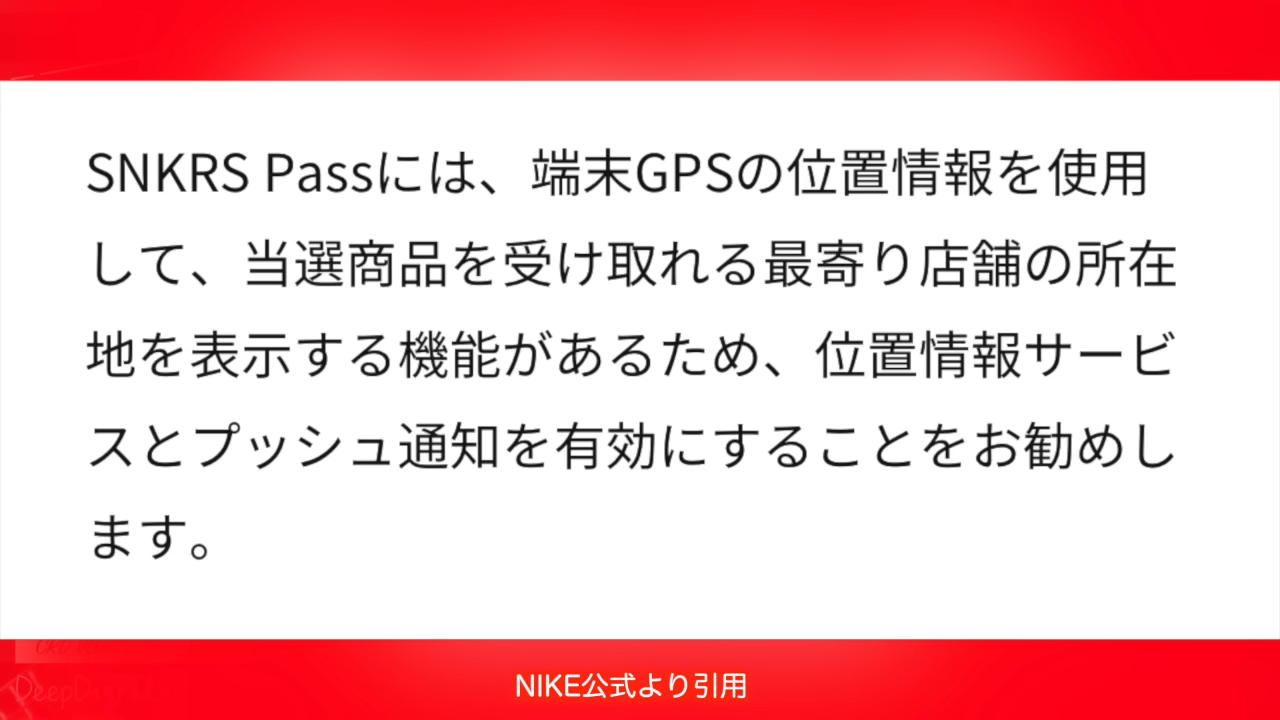 SNKRS Passには、端末GPSの位置情報を使用
して、当選商品を受け取れる最寄り店舗の所在
地を表示する機能があるため、位置情報サービ
スとプッシュ通知を有効にすることをお勧めし
ます。
NIKE公式より引用